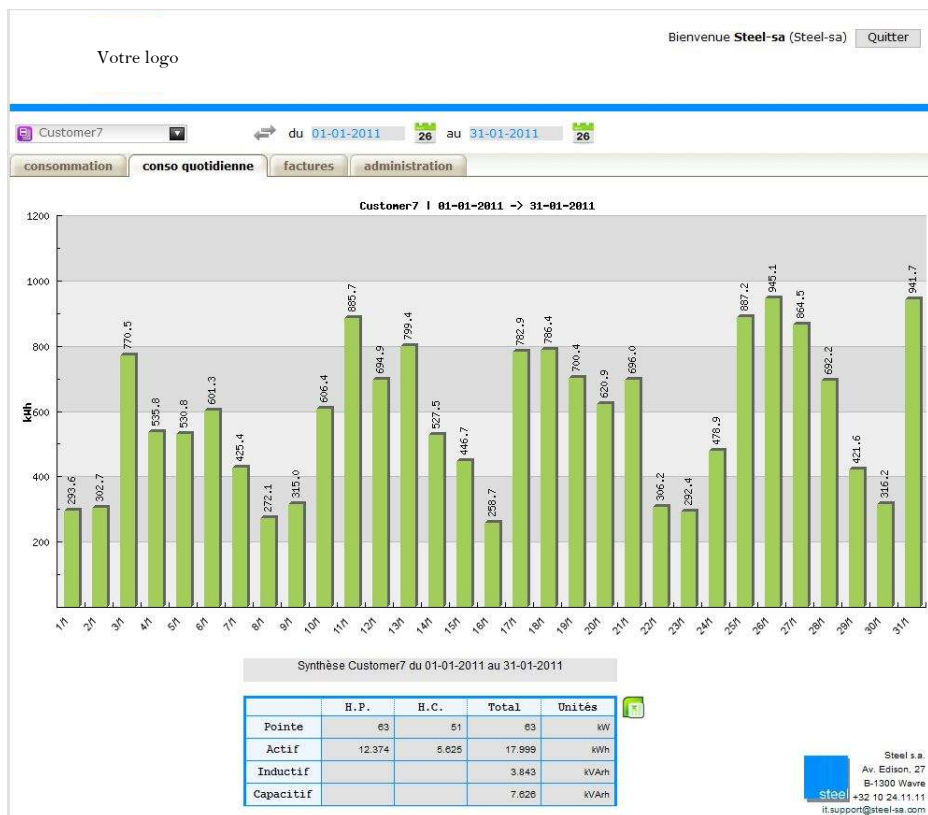 Votre logo
Bienvenue Steel-sa (Steel-sa) Quitter
Customer7 du 01-01-2011 26 au 31-01-2011 26
consommation conso quotidienne factures administration
Customer7 | 01-01-2011 -> 31-01-2011
kWh
1200
1000
800
600
400
200
293.6 302.7 770.5 535.8 530.8 601.3 425.4 272.1 315.0 606.4 885.7 694.9 799.4 527.5 446.7 258.7 782.9 786.4 700.4 620.9 696.0 306.2 292.4 478.9 887.2 945.1 864.5 692.2 421.6 316.2 941.7
1/1 2/1 3/1 4/1 5/1 6/1 7/1 8/1 9/1 10/1 11/1 12/1 13/1 14/1 15/1 16/1 17/1 18/1 19/1 20/1 21/1 22/1 23/1 24/1 25/1 26/1 27/1 28/1 29/1 30/1 31/1
Synthèse Customer7 du 01-01-2011 au 31-01-2011
H.P. H.C. Total Unités
Pointe 63 51 63 kW
Actif 12.374 5.625 17.999 kWh
Inductif 3.843 kVArh
Capacitif 7.626 kVArh
steel
Steel s.a.
Av. Edison, 27
B-1300 Wavre
+32 10 24.11.11
it.support@steel-sa.com